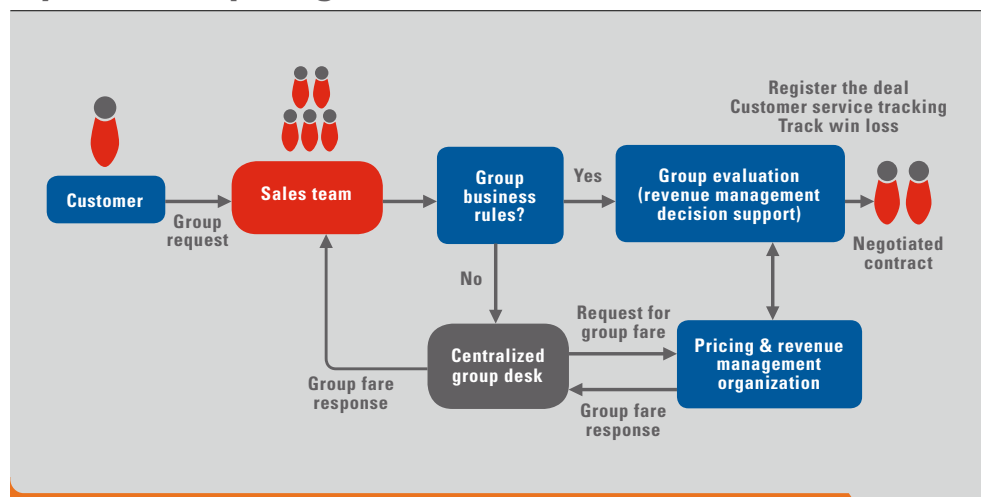 Register the deal
Customer service tracking
Track win loss
Customer
Group
request
Sales team
Group
business
rules?
Yes
Group evaluation
(revenue management
decision support)
Negotiated
contract
No
Centralized
group desk
Request for
group fare
Pricing & revenue
management
organization
Group fare
response
Group fare
response